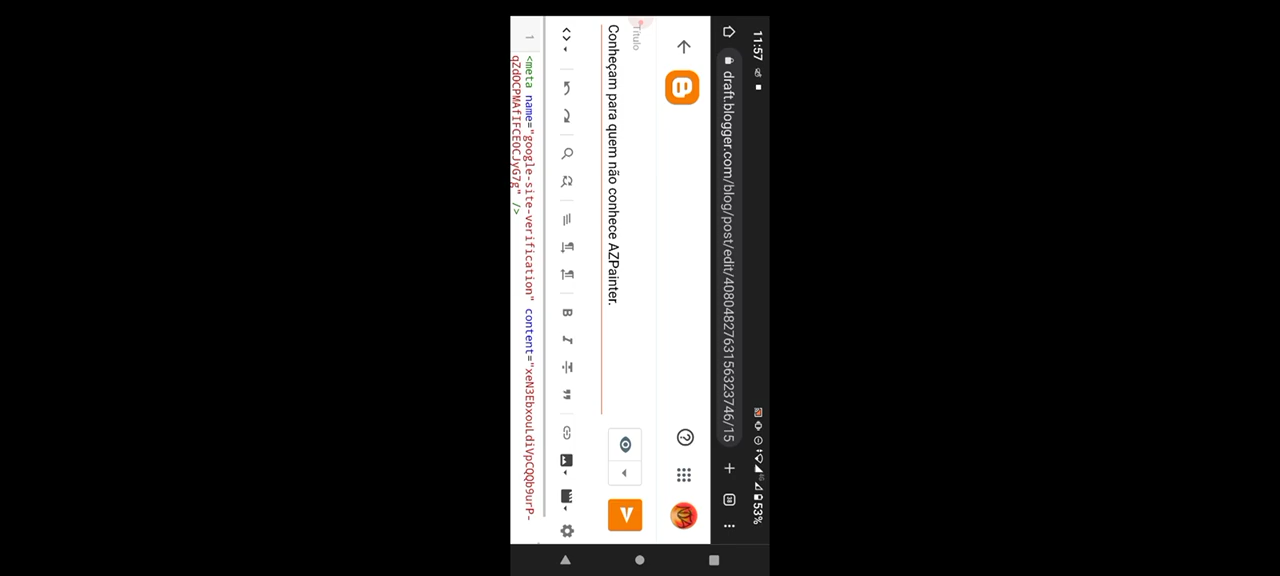 11:57
53%
draft.blogger.com/blog/post/edit/4080482763156323746/15
Título
Conheçam para quem não conhece AZPainter.
1
<meta name="google-site-verification" content="xeN3EbxouLdiVpCQQb9urP-
qZdOCPMAfIFCE0CJyG7g" />